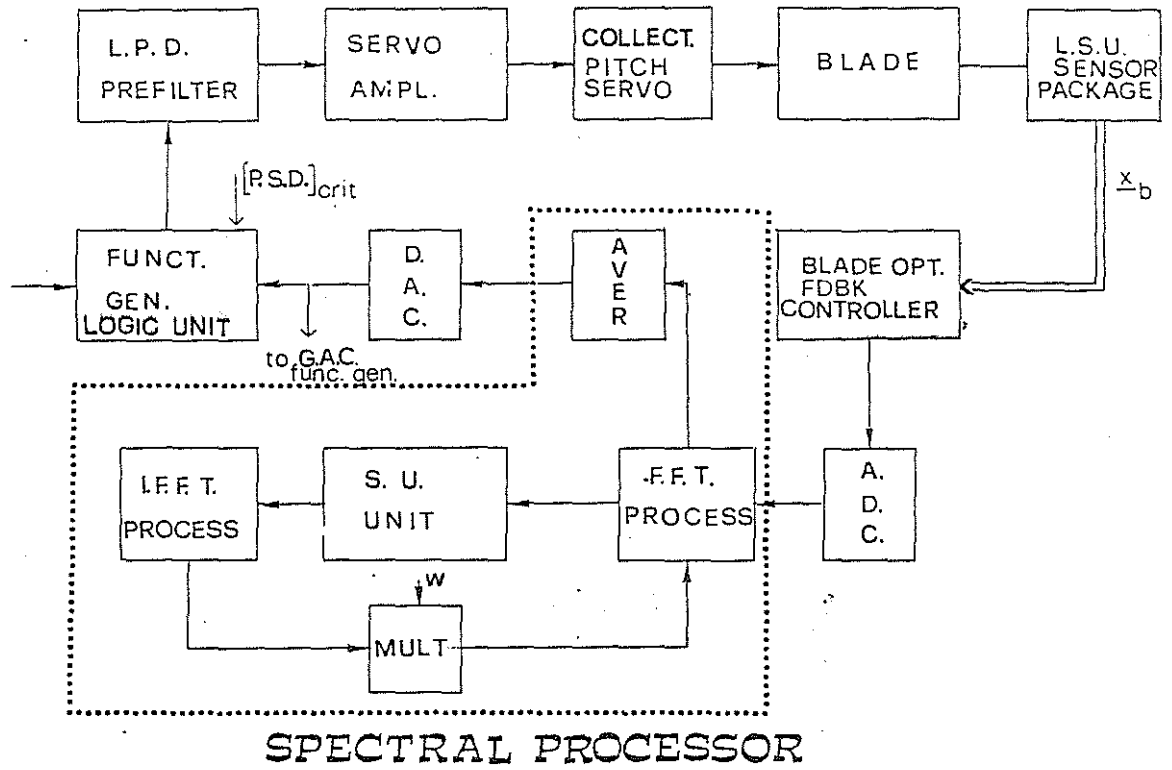 L.P.D.
PREFILTER
SERVO
AMPL.
COLLECT.
PITCH
SERVO
BLADE
L.S.U.
SENSOR
PACKAGE
[P.S.D.]crit
x_b
FUNCT.
GEN.
LOGIC UNIT
D.
A.
C.
A
V
E
R
BLADE OPT.
FDBK
CONTROLLER
to G.A.C.
func. gen.
I.F.F.T.
PROCESS
S. U.
UNIT
F.F.T.
PROCESS
A.
D.
C.
w
MULT
SPECTRAL PROCESSOR